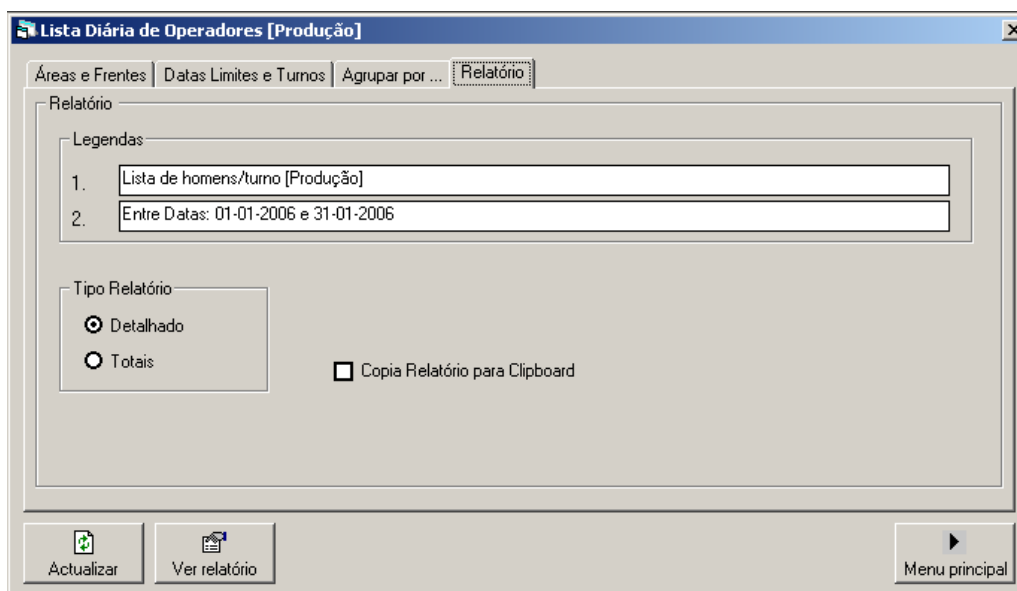 Lista Diária de Operadores [Produção]
Áreas e Frentes Datas Limites e Turnos Agrupar por ... Relatório
Relatório
Legendas
1. Lista de homens/turno [Produção]
2. Entre Datas: 01-01-2006 e 31-01-2006
Tipo Relatório
Detalhado
Totais
Copia Relatório para Clipboard
Actualizar Ver relatório Menu principal